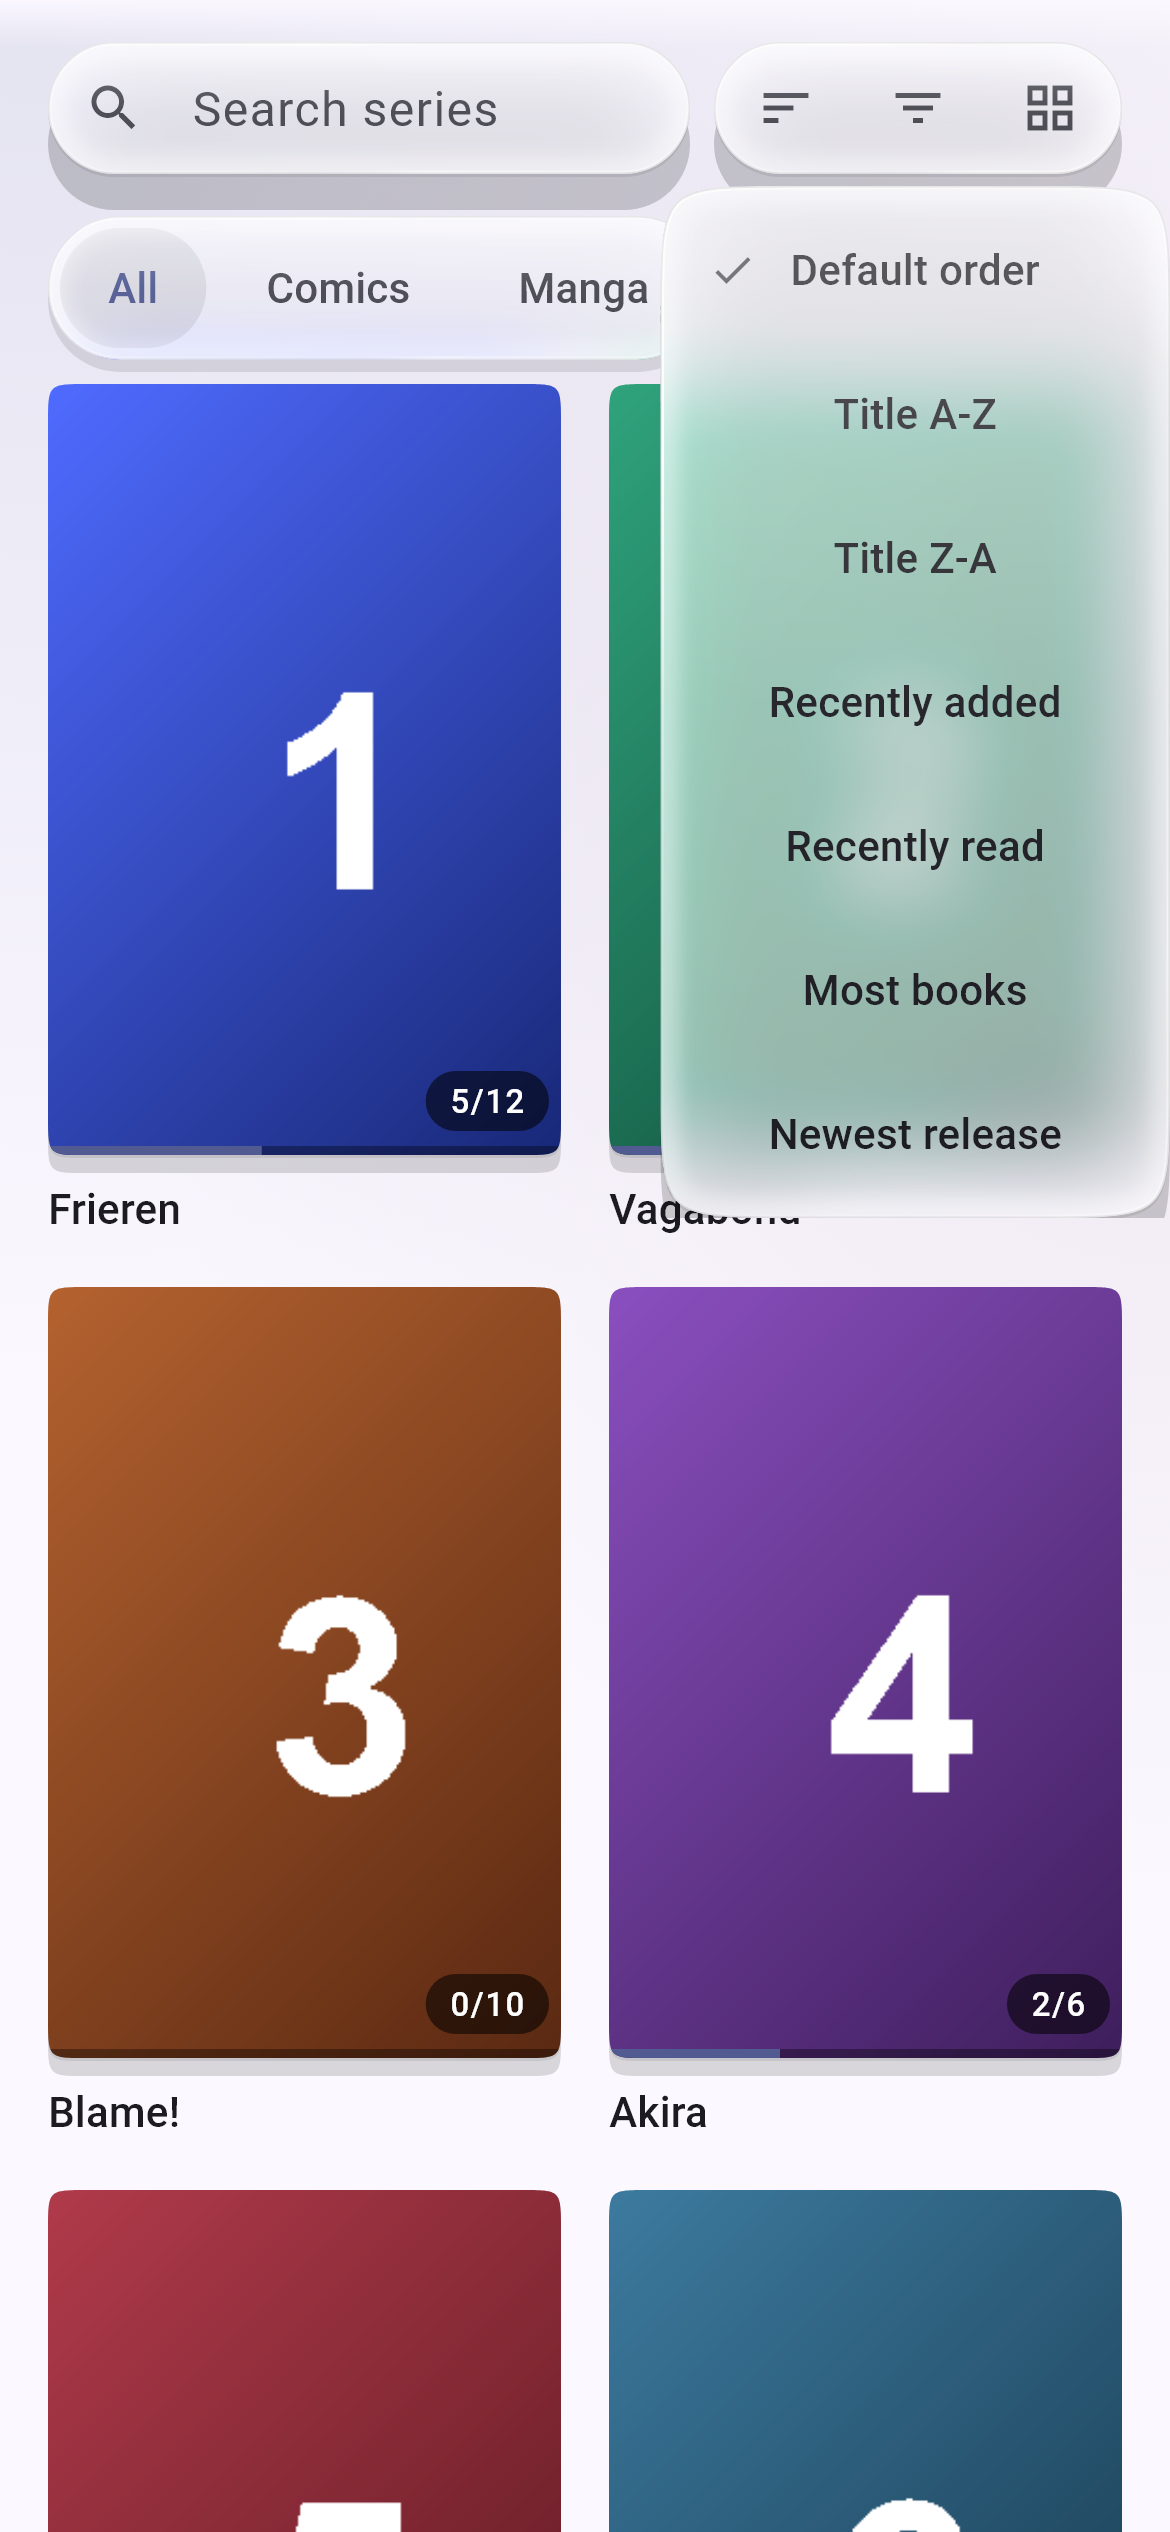 Search series
All Comics Manga
Default order
Title A-Z
Title Z-A
Recently added
Recently read
Most books
Newest release
1
5/12
Frieren
Vagabond
3
4
0/10
2/6
Blame!
Akira